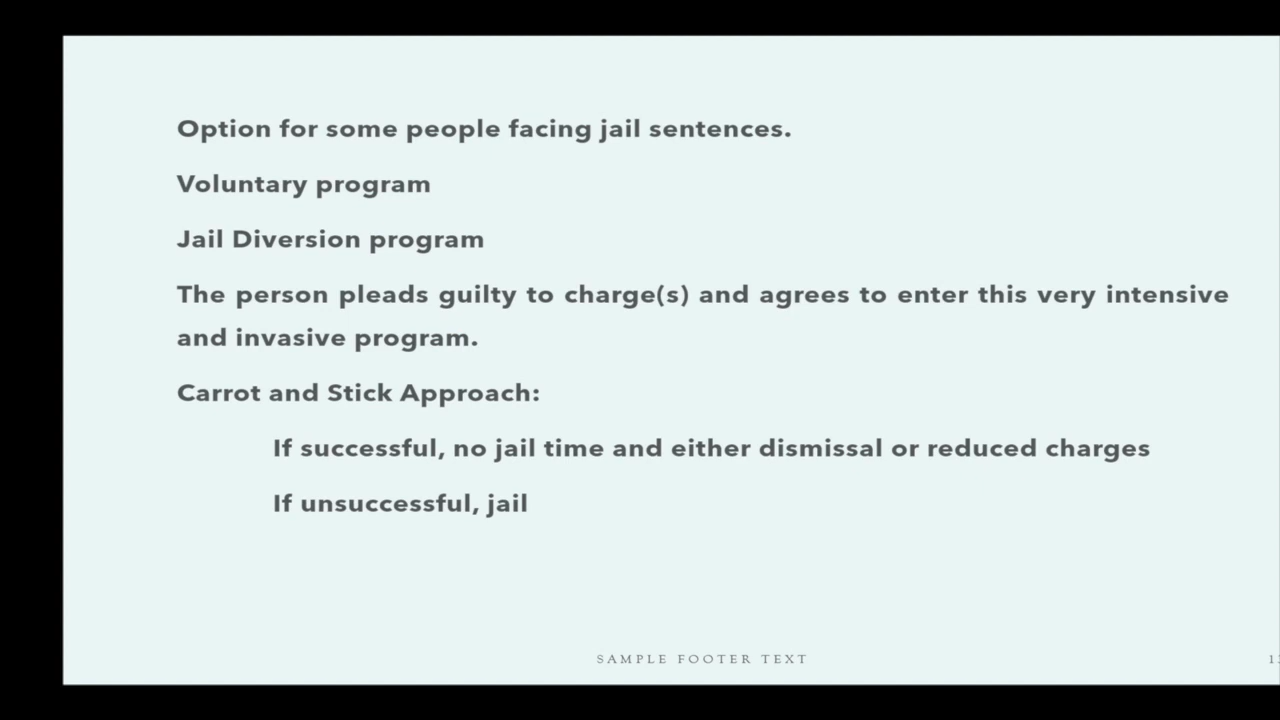 Option for some people facing jail sentences.
Voluntary program
Jail Diversion program
The person pleads guilty to charge(s) and agrees to enter this very intensive
and invasive program.
Carrot and Stick Approach:
If successful, no jail time and either dismissal or reduced charges
If unsuccessful, jail
SAMPLE FOOTER TEXT